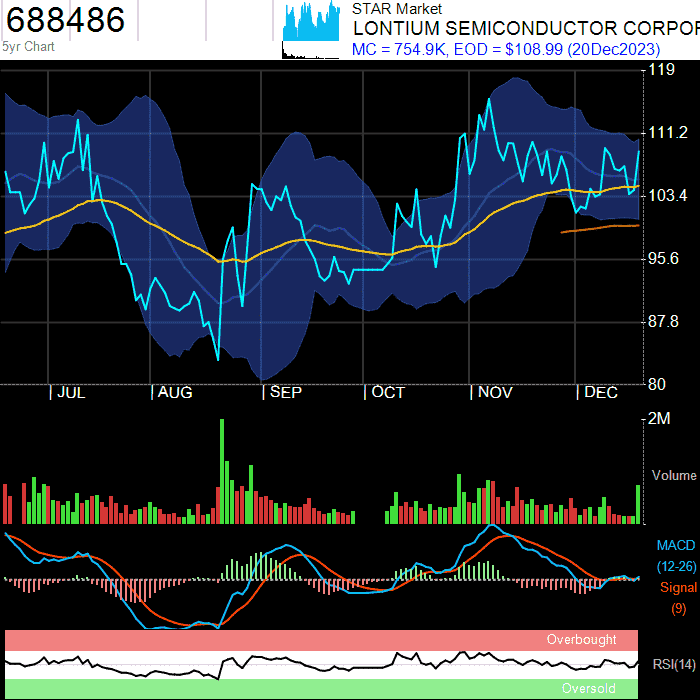 688486
5yr Chart
STAR Market
LONTIUM SEMICONDUCTOR CORPOR
MC = 754.9K, EOD = $108.99 (20Dec2023)
119
111.2
103.4
95.6
87.8
80
JUL AUG SEP OCT NOV DEC
2M
Volume
MACD
(12-26)
Signal
(9)
Overbought
RSI(14)
Oversold